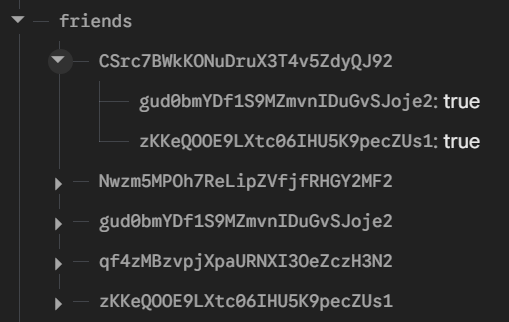 friends
CSrc7BWkKONuDruX3T4v5ZdyQJ92
gud0bmYDf1S9MZmvnIDuGvSJoje2: true
zKKeQOOE9LXtc06IHU5K9pecZUs1: true
Nwzm5MPOh7ReLipZVfjfRHGY2MF2
gud0bmYDf1S9MZmvnIDuGvSJoje2
qf4zMBzvpjXpaURNXI3OeZczH3N2
zKKeQOOE9LXtc06IHU5K9pecZUs1